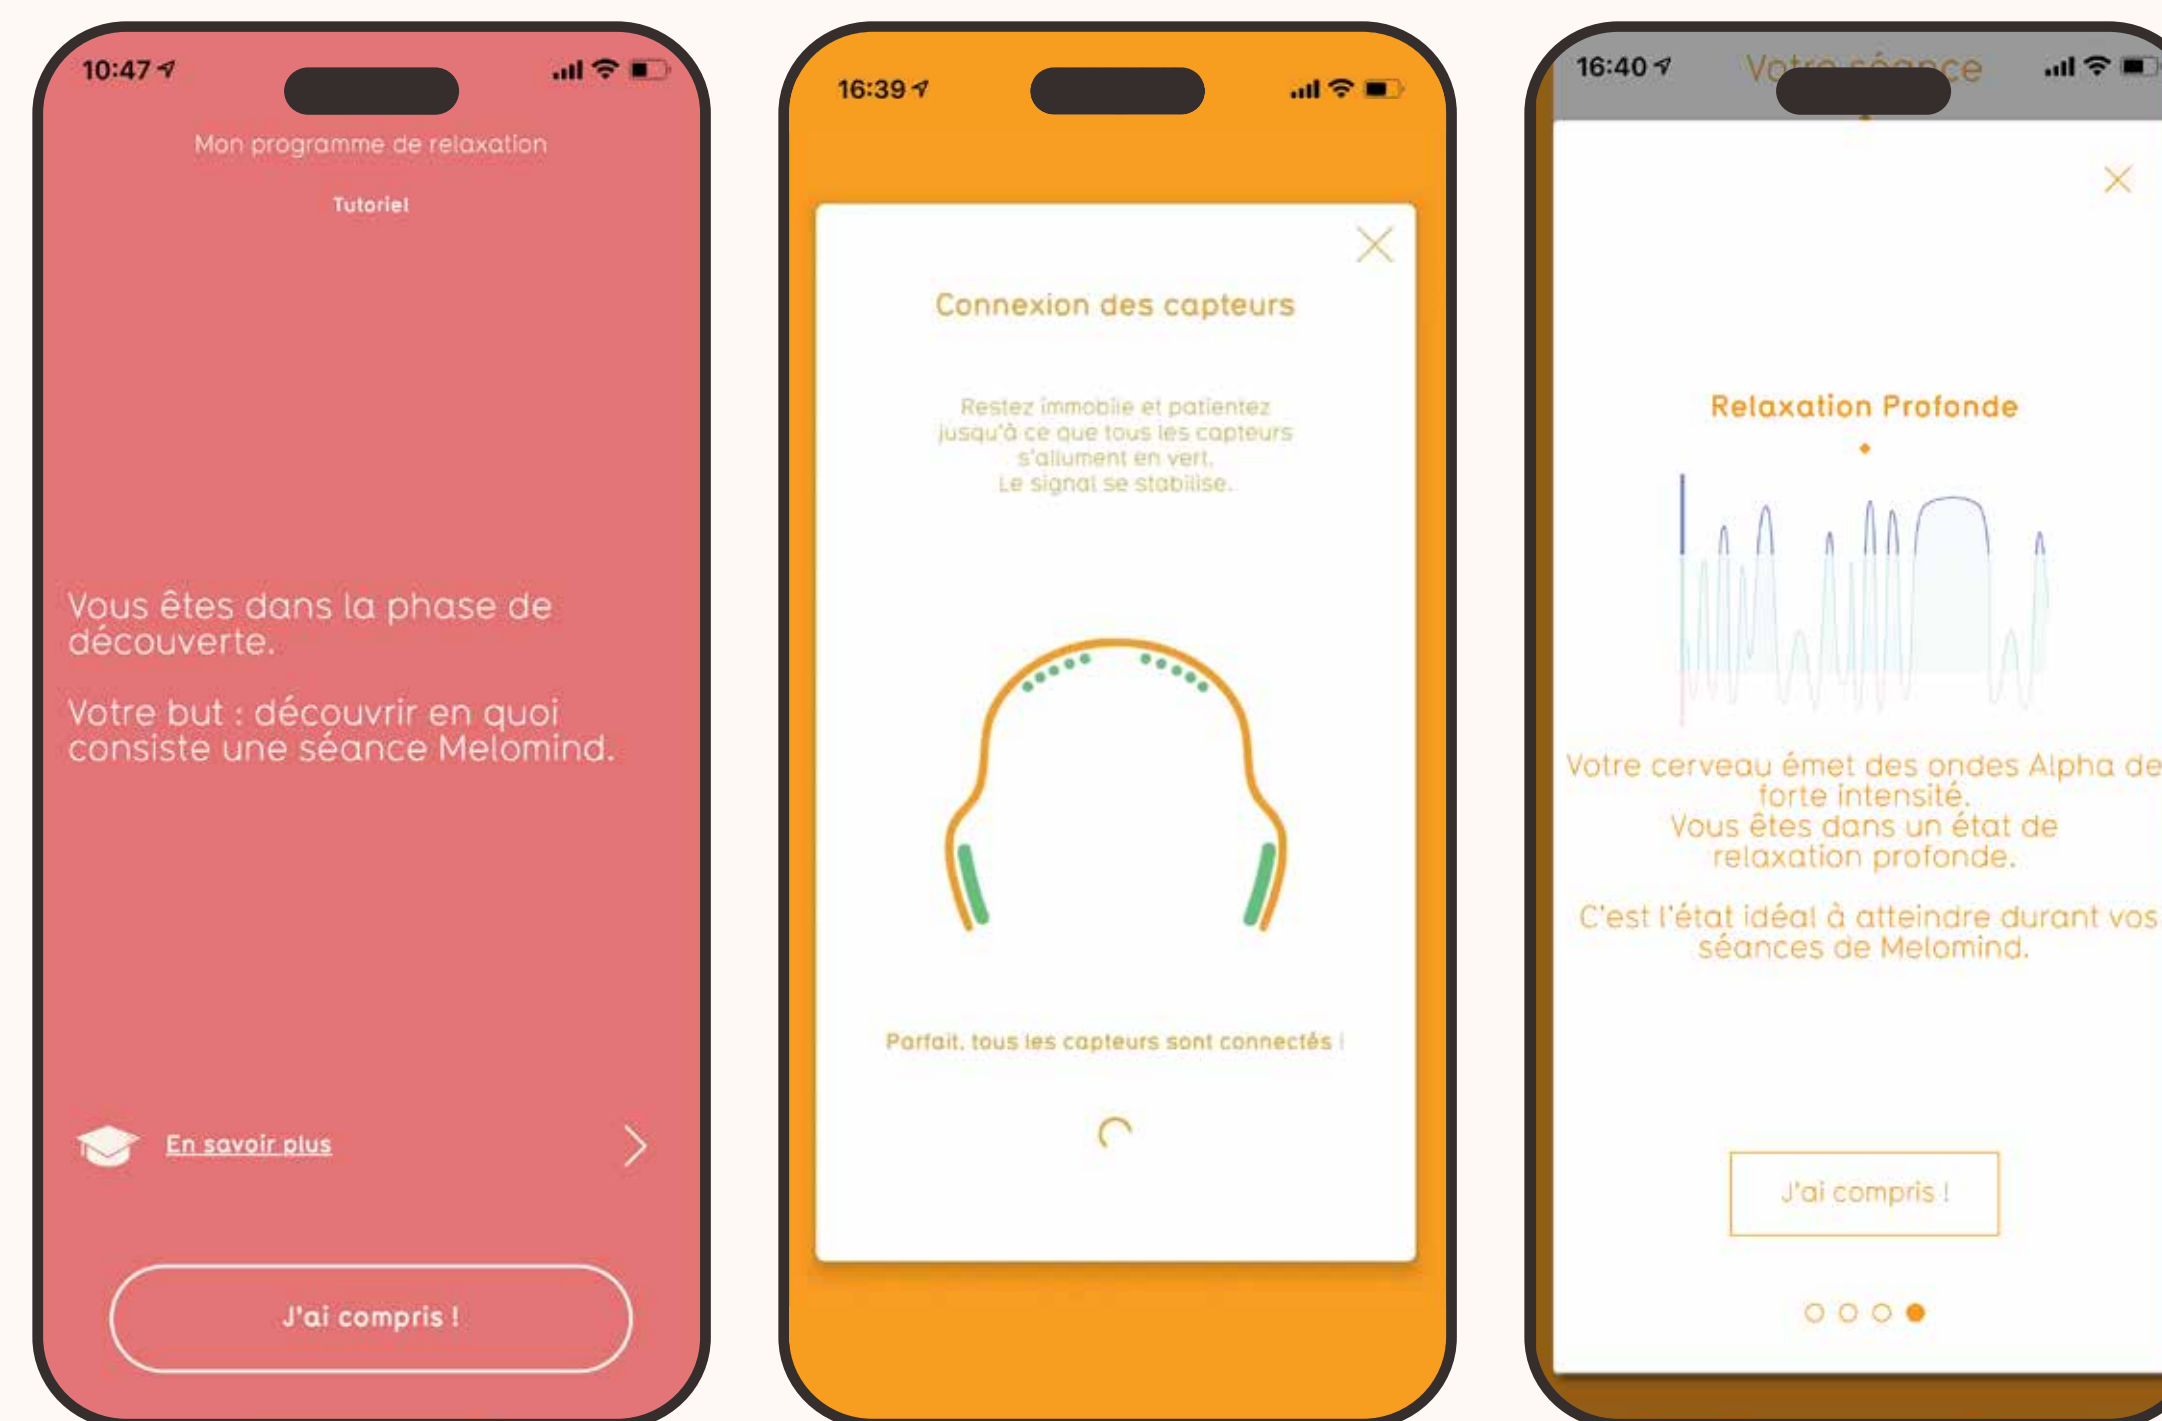 10:47
Mon programme de relaxation
Tutoriel
Vous êtes dans la phase de
découverte.
Votre but : découvrir en quoi
consiste une séance Melomind.
En savoir plus
J'ai compris !
16:39
Connexion des capteurs
Restez immobile et patientez
jusqu'à ce que tous les capteurs
s'allument en vert.
Le signal se stabilise.
Parfait, tous les capteurs sont connectés !
16:40
Votre séance
Relaxation Profonde
Votre cerveau émet des ondes Alpha de
forte intensité.
Vous êtes dans un état de
relaxation profonde.
C'est l'état idéal à atteindre durant vos
séances de Melomind.
J'ai compris !